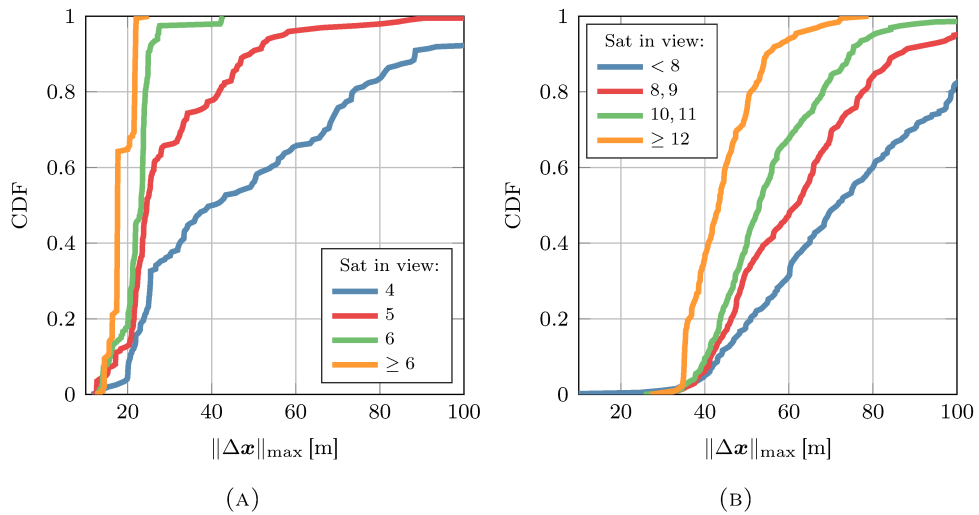 1
0.8
0.6
0.4
0.2
0
CDF
20 40 60 80 100
‖Δx‖max [m]
Sat in view:
4
5
6
≥ 6
(A)
1
0.8
0.6
0.4
0.2
0
CDF
20 40 60 80 100
‖Δx‖max [m]
Sat in view:
< 8
8, 9
10, 11
≥ 12
(B)